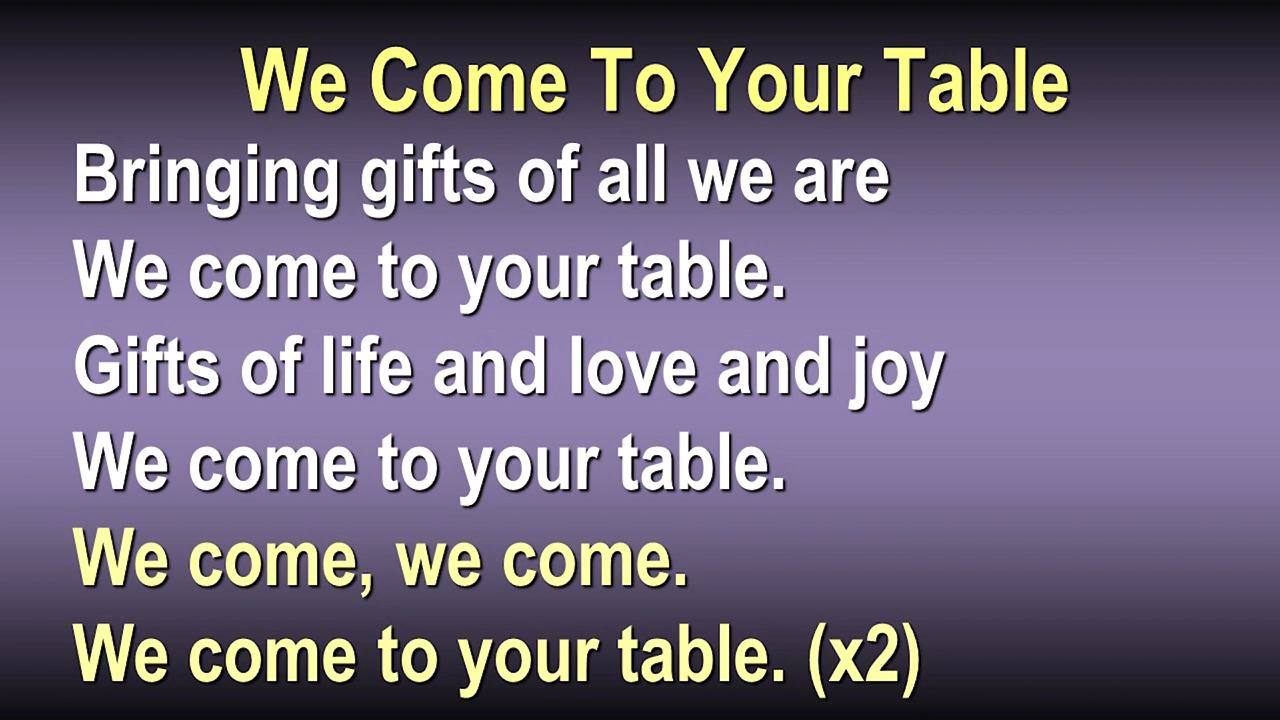 We Come To Your Table
Bringing gifts of all we are
We come to your table.
Gifts of life and love and joy
We come to your table.
We come, we come.
We come to your table. (x2)